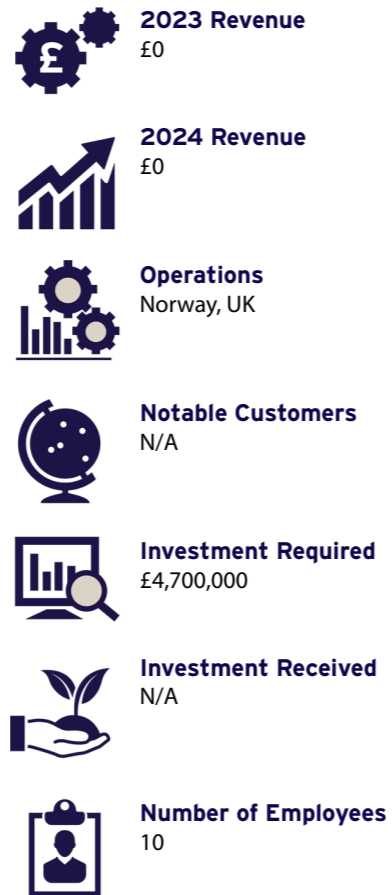 £
2023 Revenue
£0
2024 Revenue
£0
Operations
Norway, UK
Notable Customers
N/A
Investment Required
£4,700,000
Investment Received
N/A
Number of Employees
10